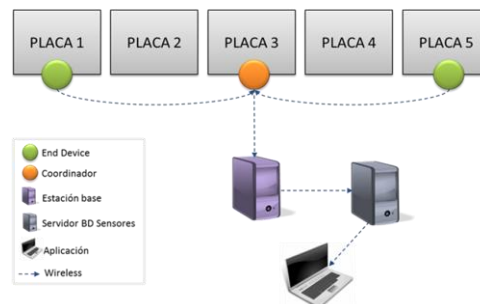 PLACA 1
PLACA 2
PLACA 3
PLACA 4
PLACA 5
End Device
Coordinador
Estación base
Servidor BD Sensores
Aplicación
Wireless